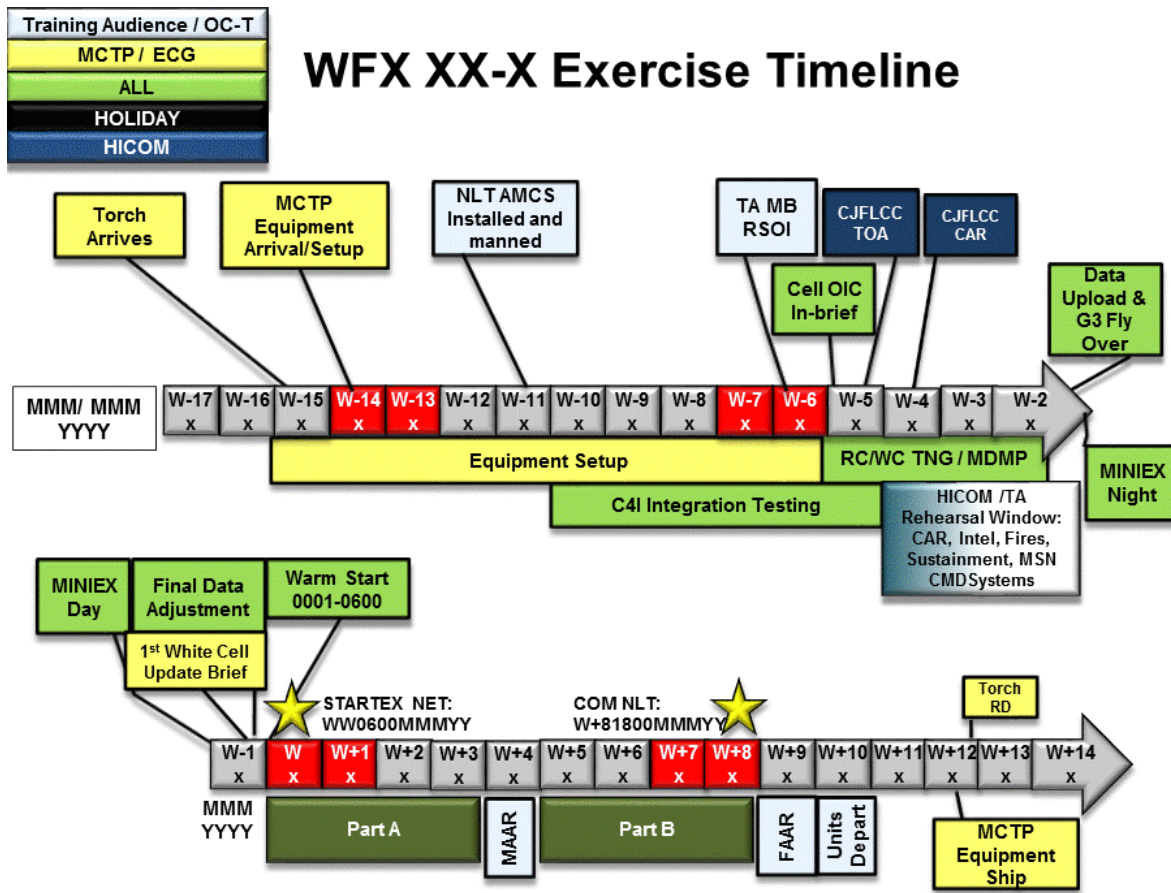 Training Audience / OC-T
MCTP / ECG
ALL
HOLIDAY
HICOM
WFX XX-X Exercise Timeline
Torch
Arrives
MCTP
Equipment
Arrival/Setup
NLT AMCS
Installed and
manned
TA MB
RSOI
CJFLCC
TOA
CJFLCC
CAR
Cell OIC
In-brief
Data
Upload &
G3 Fly
Over
MMM/ MMM
YYYY
W-17 W-16 W-15 W-14 W-13 W-12 W-11 W-10 W-9 W-8 W-7 W-6 W-5 W-4 W-3 W-2
x x x x x x x x x x x x x x x x
Equipment Setup
RC/WC TNG / MDMP
C4I Integration Testing
HICOM /TA
Rehearsal Window:
CAR, Intel, Fires,
Sustainment, MSN
CMDSystems
MINIEX
Night
MINIEX
Day
Final Data
Adjustment
Warm Start
0001-0600
1st White Cell
Update Brief
STARTEX NET:
WW0600MMMYY
COM NLT:
W+81800MMMYY
Torch
RD
W-1 W W+1 W+2 W+3 W+4 W+5 W+6 W+7 W+8 W+9 W+10 W+11 W+12 W+13 W+14
x x x x x x x x x x x x x x x x
MMM
YYYY
Part A
MAAR
Part B
FAAR
Units
Depart
MCTP
Equipment
Ship